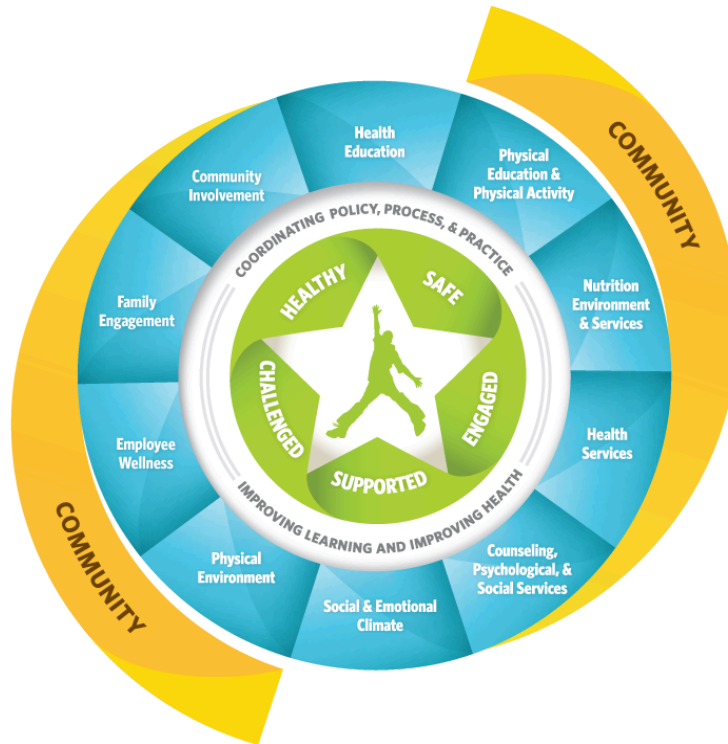 COMMUNITY
Health
Education
Physical
Education &
Physical Activity
Nutrition
Environment
& Services
Health
Services
Counseling,
Psychological, &
Social Services
Social & Emotional
Climate
Physical
Environment
Employee
Wellness
Family
Engagement
Community
Involvement
COORDINATING POLICY, PROCESS, & PRACTICE
IMPROVING LEARNING AND IMPROVING HEALTH
HEALTHY
SAFE
ENGAGED
SUPPORTED
CHALLENGED
COMMUNITY